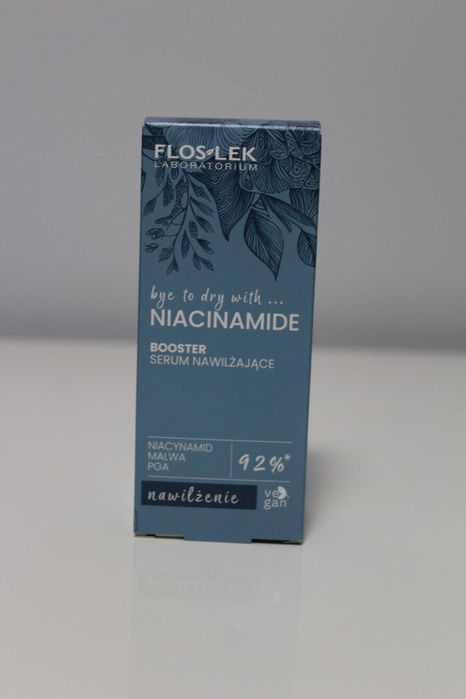 FLOS-LEK
LABORATORIUM
bye to dry with ...
NIACINAMIDE
BOOSTER
SERUM NAWILŻAJĄCE
NIACYNAMID
MALWA
PGA
92%*
nawilżenie
vegan